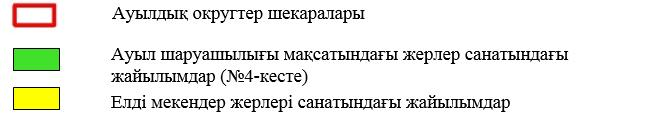 Ауылдық округтер шекаралары
Ауыл шаруашылығы мақсатындағы жерлер санатындағы
жайылымдар (№4-кесте)
Елді мекендер жерлері санатындағы жайылымдар